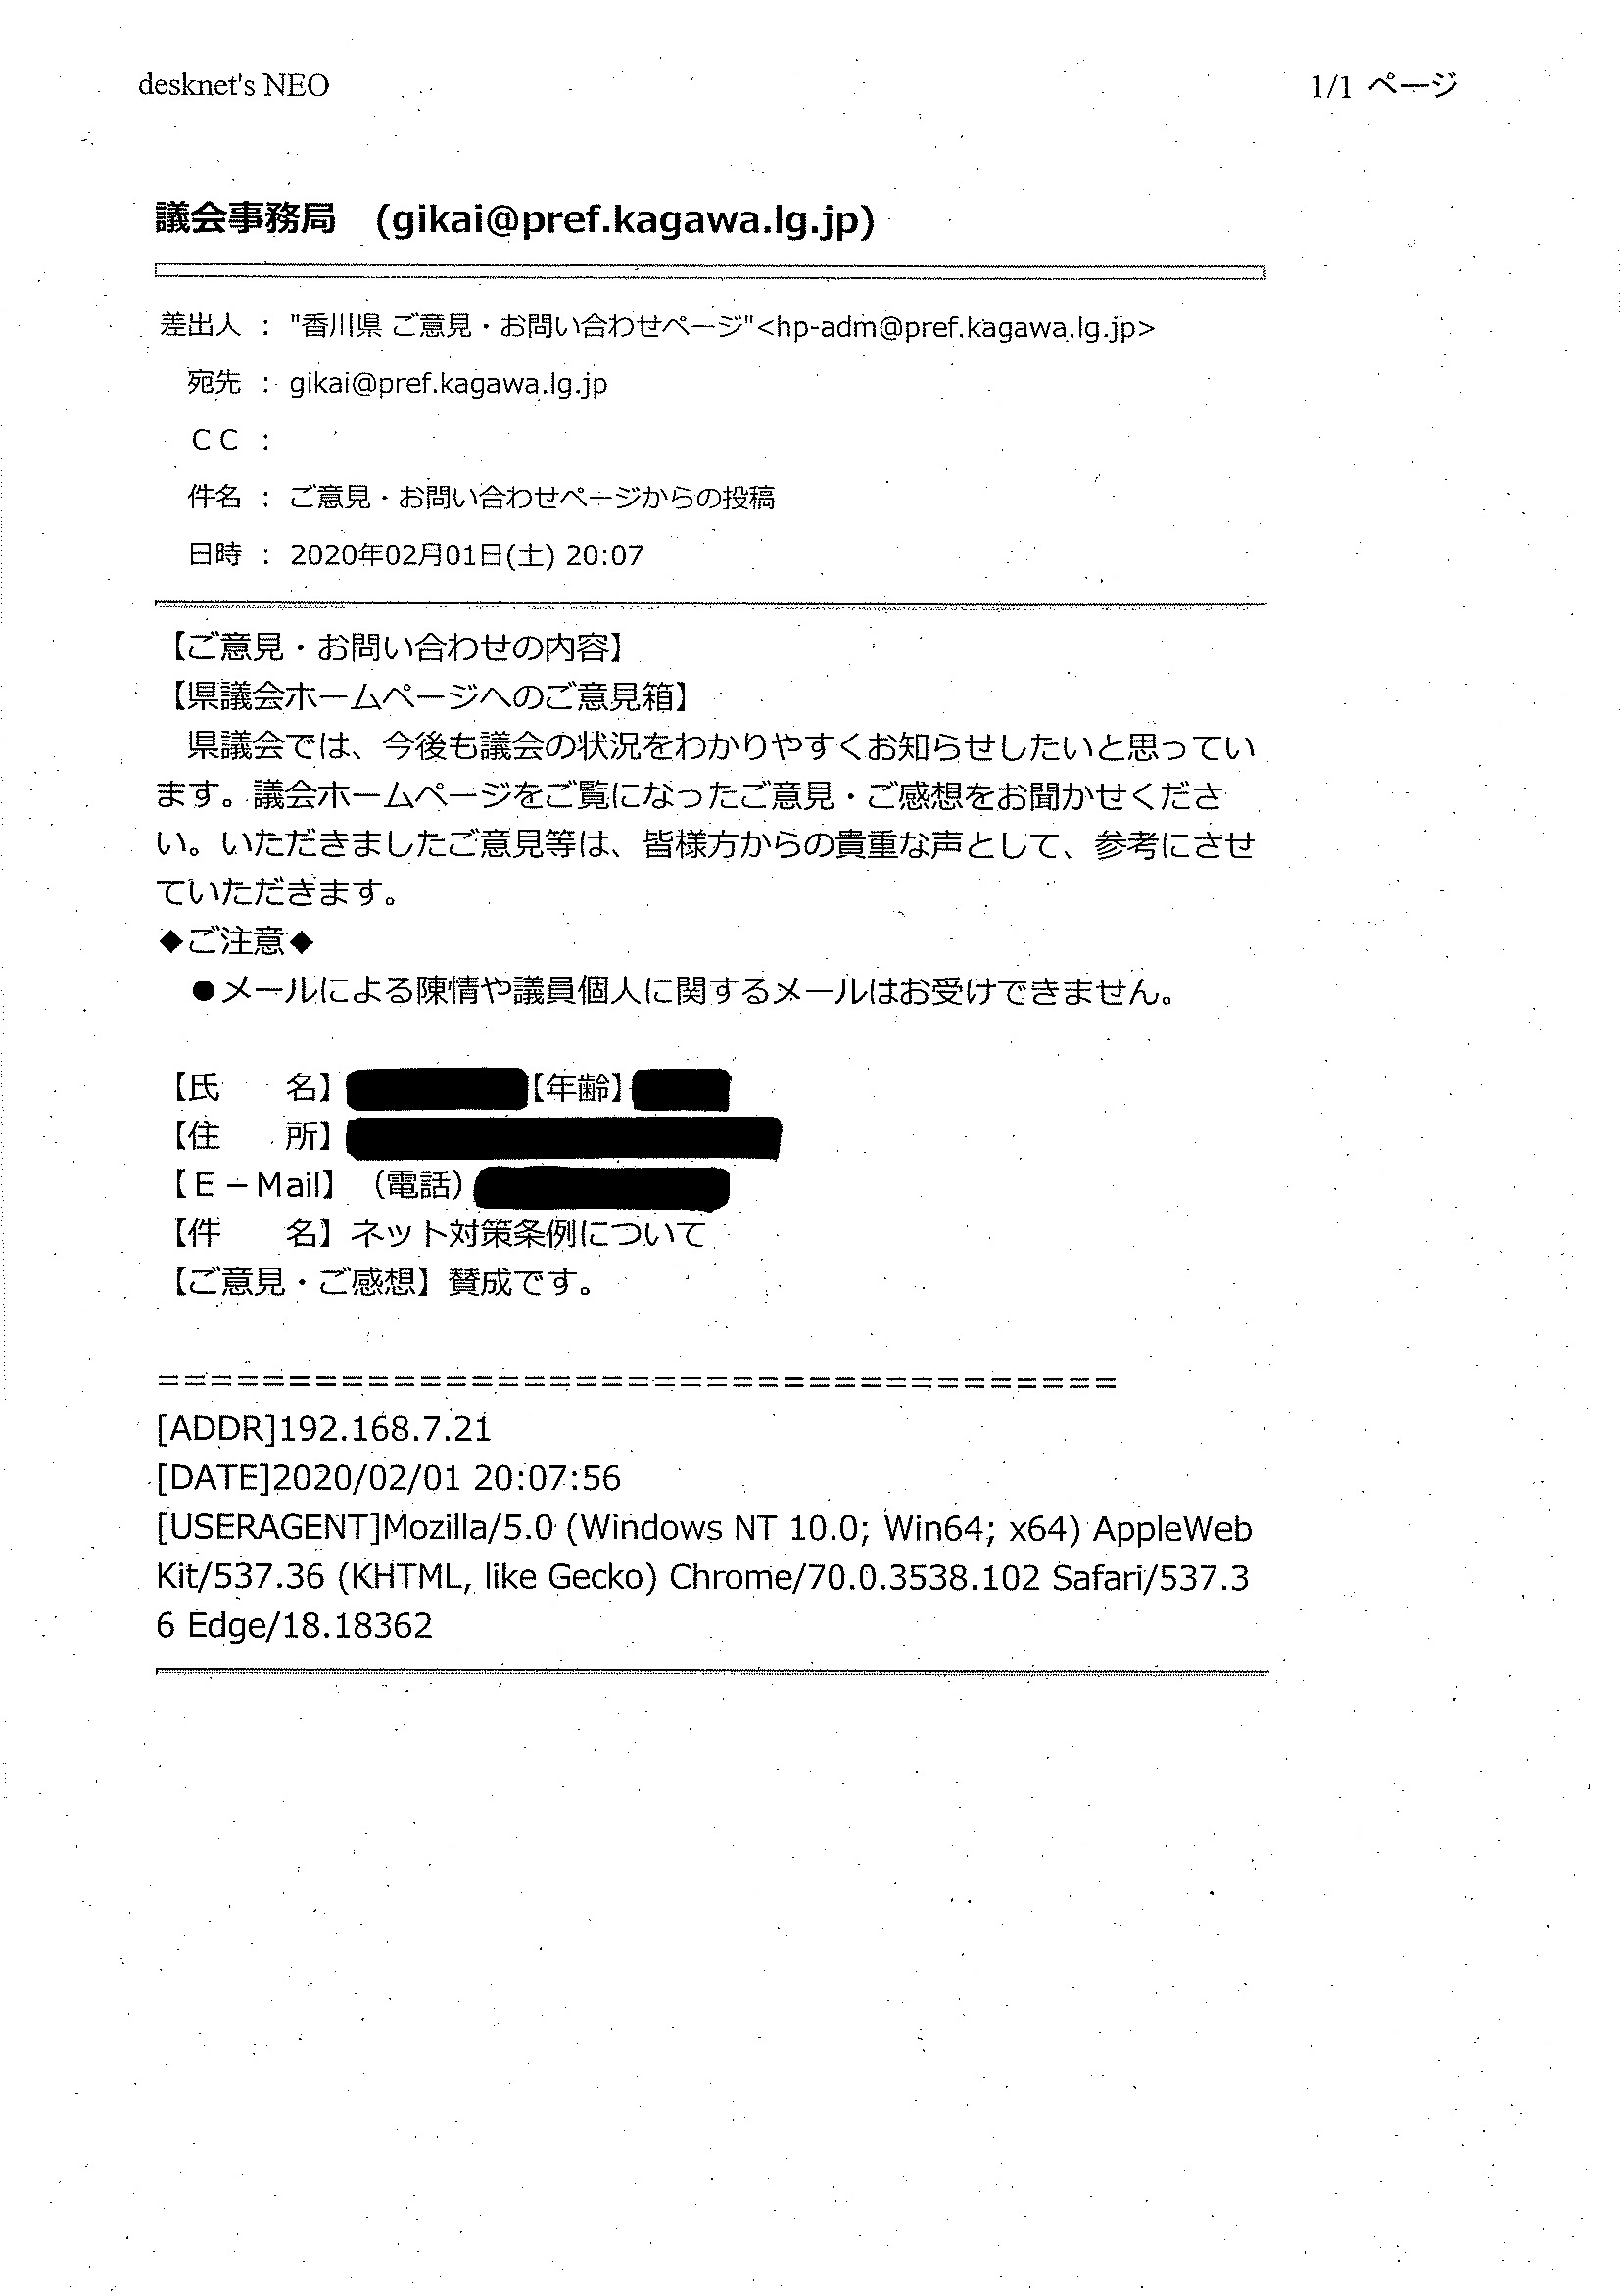 desknet's NEO
1/1 ページ
議会事務局　(gikai@pref.kagawa.lg.jp)
差出人 : "香川県 ご意見・お問い合わせページ"<hp-adm@pref.kagawa.lg.jp>
宛先 : gikai@pref.kagawa.lg.jp
ＣＣ :
件名 : ご意見・お問い合わせページからの投稿
日時 : 2020年02月01日(土) 20:07
【ご意見・お問い合わせの内容】
【県議会ホームページへのご意見箱】
　県議会では、今後も議会の状況をわかりやすくお知らせしたいと思ってい
ます。議会ホームページをご覧になったご意見・ご感想をお聞かせくださ
い。いただきましたご意見等は、皆様方からの貴重な声として、参考にさせ
ていただきます。
◆ご注意◆
　●メールによる陳情や議員個人に関するメールはお受けできません。
【氏　　名】【年齢】
【住　　所】
【Ｅ－Mail】（電話）
【件　　名】ネット対策条例について
【ご意見・ご感想】賛成です。
=====================================
[ADDR]192.168.7.21
[DATE]2020/02/01 20:07:56
[USERAGENT]Mozilla/5.0 (Windows NT 10.0; Win64; x64) AppleWeb
Kit/537.36 (KHTML, like Gecko) Chrome/70.0.3538.102 Safari/537.3
6 Edge/18.18362